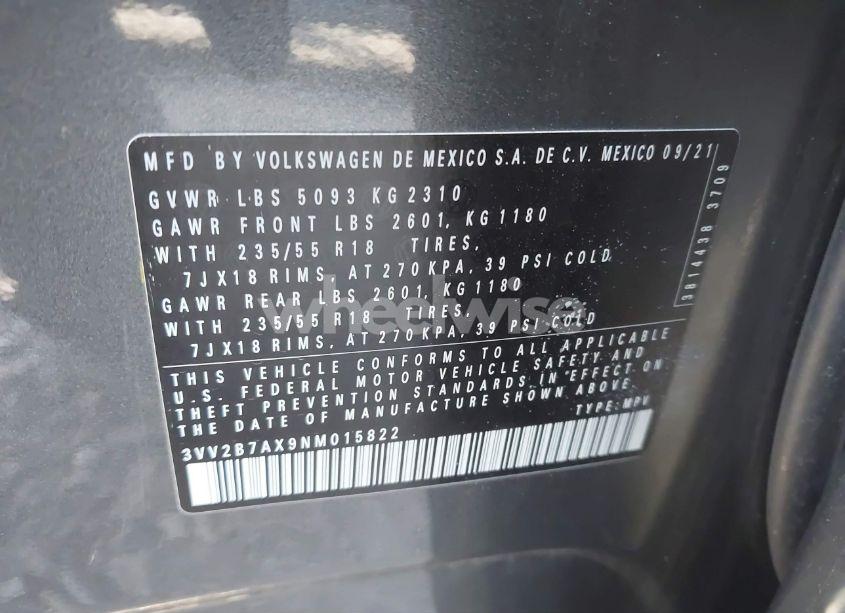 MFD BY VOLKSWAGEN DE MEXICO S.A. DE C.V. MEXICO 09/21
GVWR LBS 5093 KG 2310
GAWR FRONT LBS 2601, KG 1180
WITH 235/55 R18 TIRES,
7JX18 RIMS, AT 270 KPA, 39 PSI COLD
GAWR REAR LBS 2601, KG 1180
WITH 235/55 R18 TIRES,
7JX18 RIMS, AT 270 KPA, 39 PSI COLD
THIS VEHICLE CONFORMS TO ALL APPLICABLE
U.S. FEDERAL MOTOR VEHICLE SAFETY AND
THEFT PREVENTION STANDARDS IN EFFECT ON
THE DATE OF MANUFACTURE SHOWN ABOVE
TYPE: MPV
3VV2B7AX9NM015822
3814438 3709
wheelwise